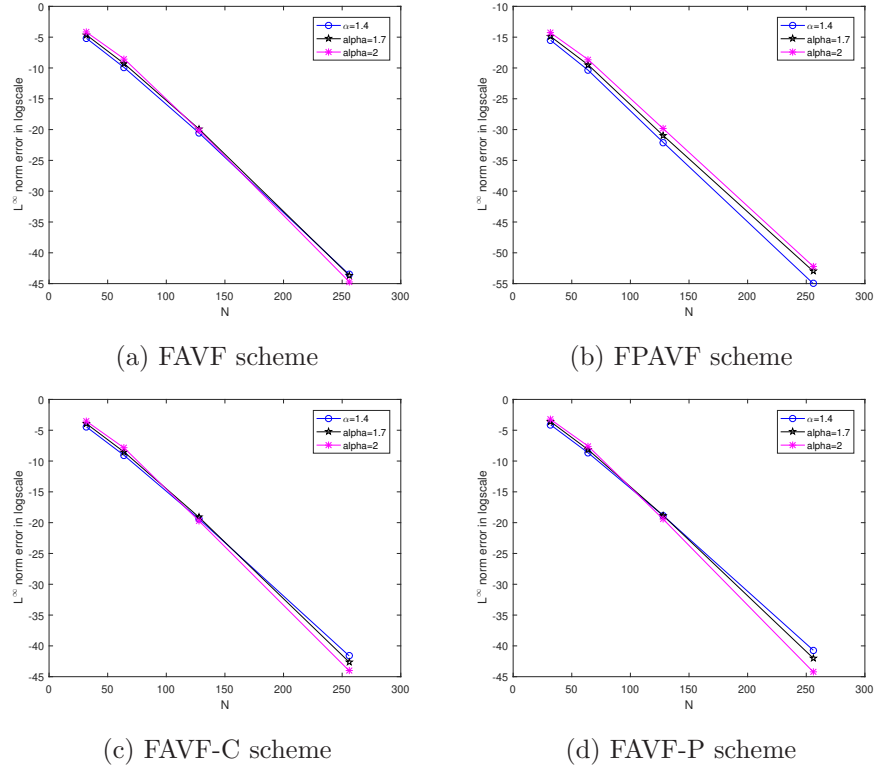 0
-5
-10
-15
-20
-25
-30
-35
-40
-45
0 50 100 150 200 250 300
N
L∞ norm error in logscale
α=1.4
alpha=1.7
alpha=2
(a) FAVF scheme
-10
-15
-20
-25
-30
-35
-40
-45
-50
-55
0 50 100 150 200 250 300
N
L∞ norm error in logscale
α=1.4
alpha=1.7
alpha=2
(b) FPAVF scheme
0
-5
-10
-15
-20
-25
-30
-35
-40
-45
0 50 100 150 200 250 300
N
L∞ norm error in logscale
α=1.4
alpha=1.7
alpha=2
(c) FAVF-C scheme
0
-5
-10
-15
-20
-25
-30
-35
-40
-45
0 50 100 150 200 250 300
N
L∞ norm error in logscale
α=1.4
alpha=1.7
alpha=2
(d) FAVF-P scheme